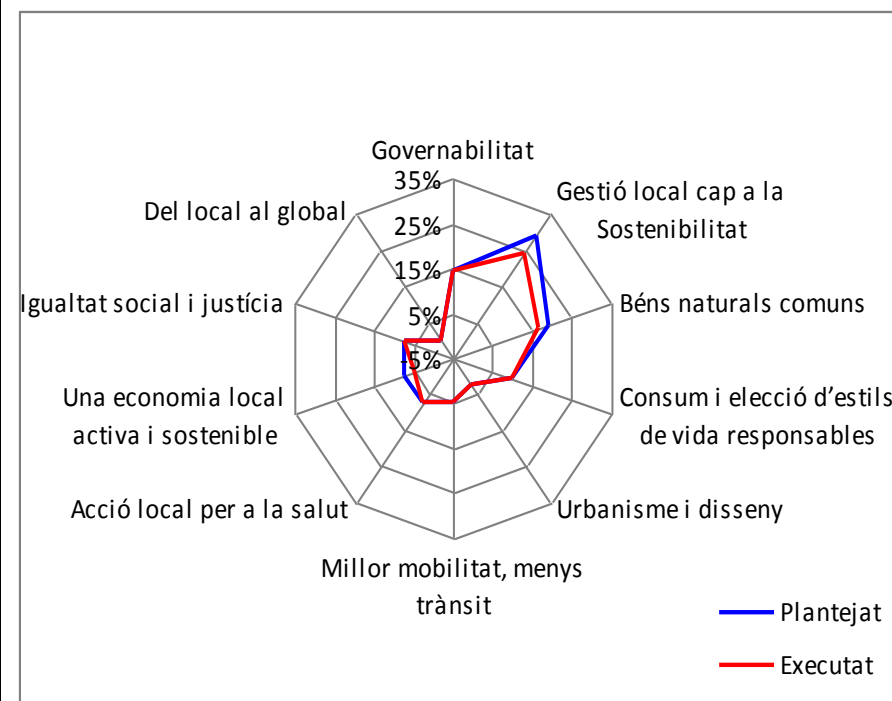 Governabilitat
35%
Gestió local cap a la
Sostenibilitat
Del local al global
25%
15%
Igualtat social i justícia
Béns naturals comuns
5%
-5%
Una economia local
activa i sostenible
Consum i elecció d’estils
de vida responsables
Acció local per a la salut
Urbanisme i disseny
Millor mobilitat, menys
trànsit
Plantejat
Executat